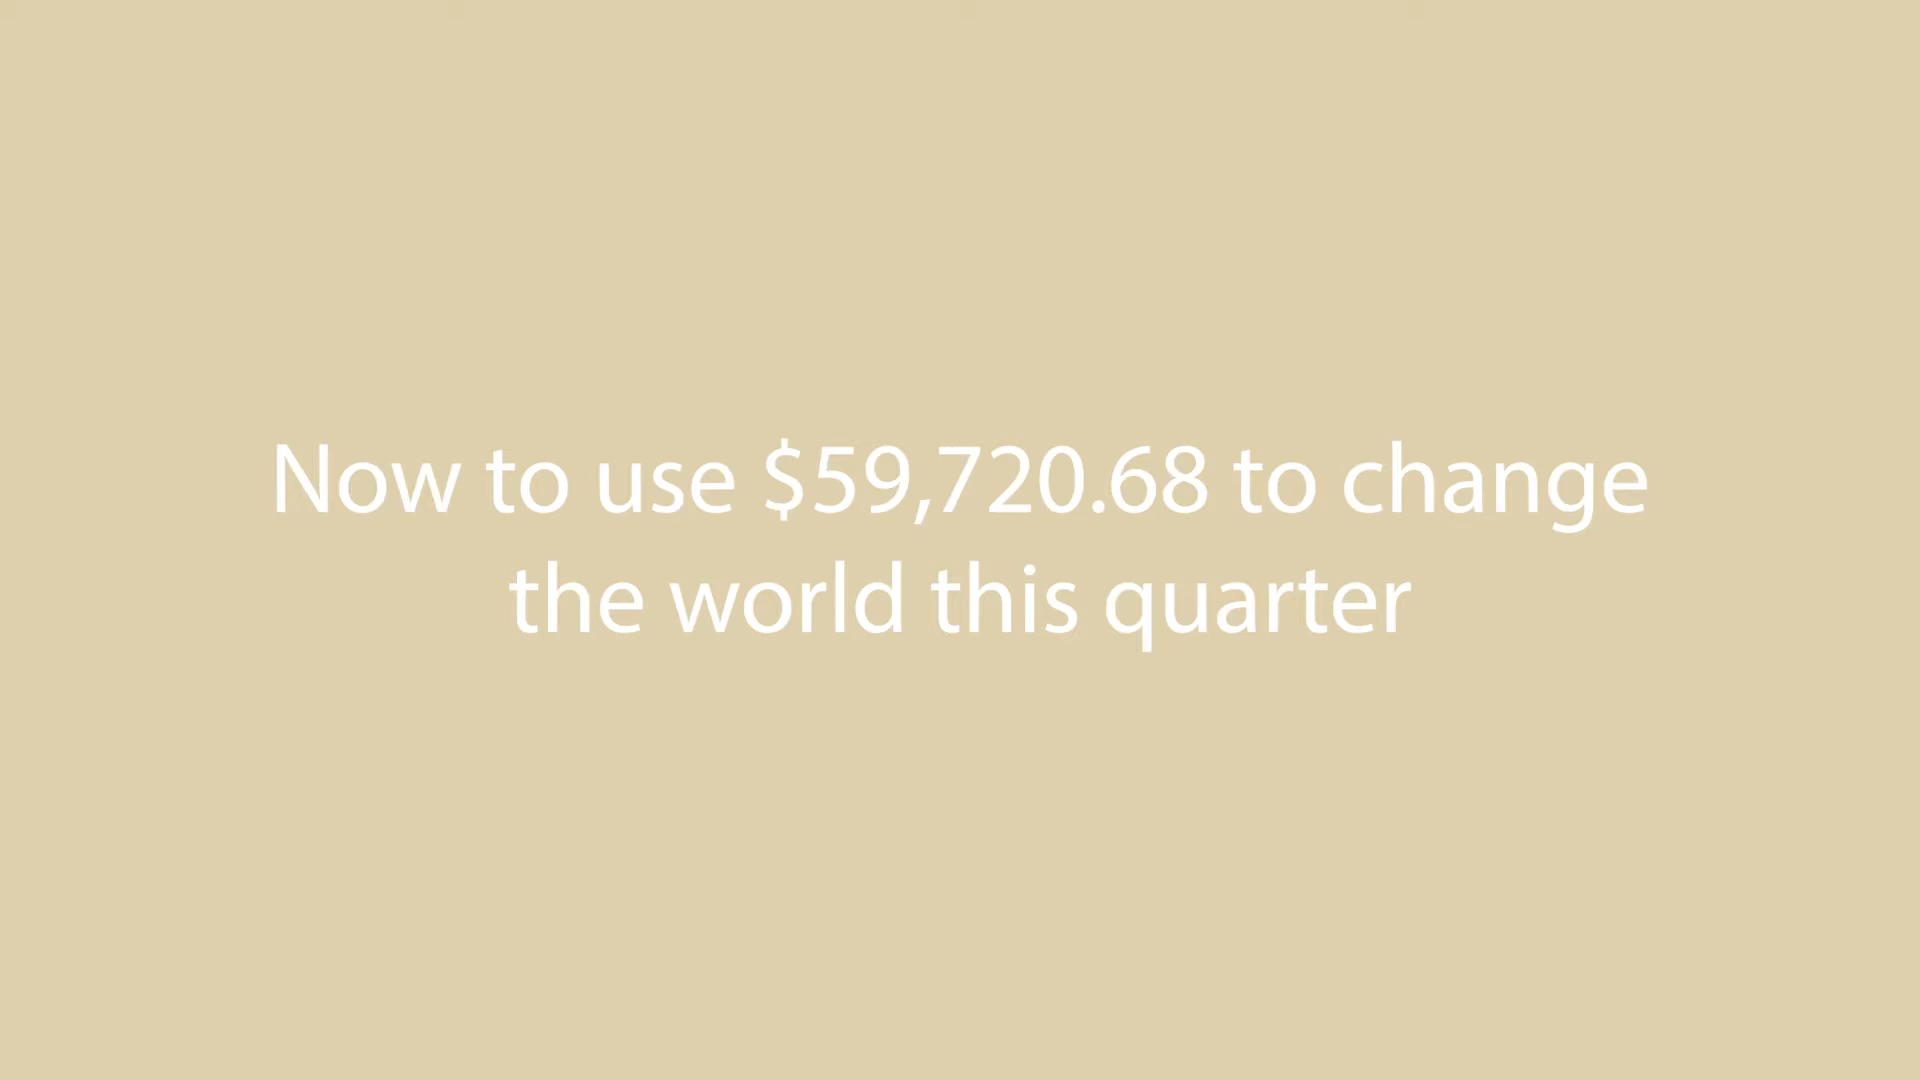 Now to use $59,720.68 to change
the world this quarter